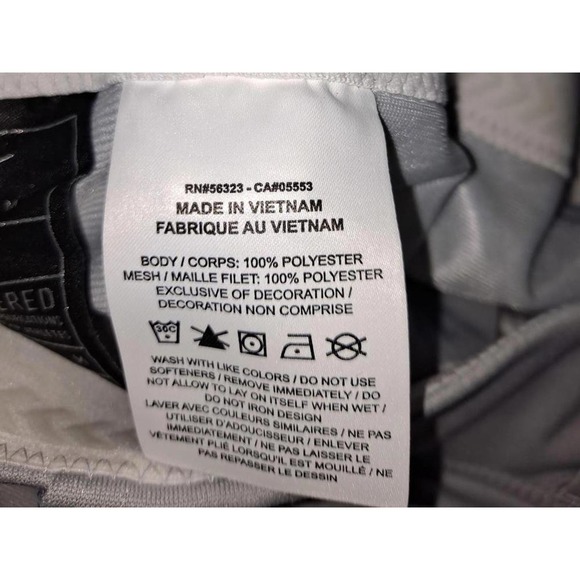 RN#56323 - CA#05553
MADE IN VIETNAM
FABRIQUE AU VIETNAM
BODY / CORPS: 100% POLYESTER
MESH / MAILLE FILET: 100% POLYESTER
EXCLUSIVE OF DECORATION /
DECORATION NON COMPRISE
30C
WASH WITH LIKE COLORS / DO NOT USE
SOFTENERS / REMOVE IMMEDIATELY / DO
NOT ALLOW TO LAY ON ITSELF WHEN WET /
DO NOT IRON DESIGN
LAVER AVEC COULEURS SIMILAIRES / NE PAS
UTILISER D'ADOUCISSEUR / ENLEVER
IMMÉDIATEMENT / NE PAS LAISSER LE
VÊTEMENT PLIÉ LORSQU'IL EST MOUILLÉ / NE
PAS REPASSER LE DESSIN
ERED